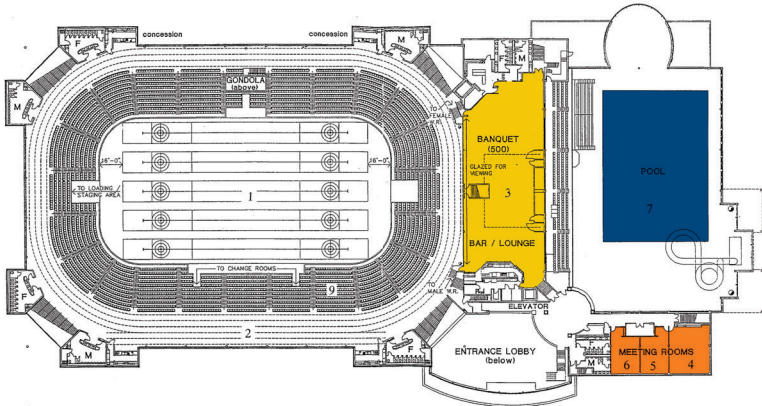 concession
concession
F
M
F
M
M
GONDOLA
(above)
TO
FEMALE
W.R.
BANQUET
(500)
GLAZED FOR
VIEWING
3
BAR / LOUNGE
POOL
7
16'-0"
16'-0"
TO LOADING /
STAGING AREA
1
TO CHANGE ROOMS
9
TO
MALE W.R.
F
M
2
F
M
ELEVATOR
ENTRANCE LOBBY
(below)
F
M
MEETING ROOMS
6
5
4